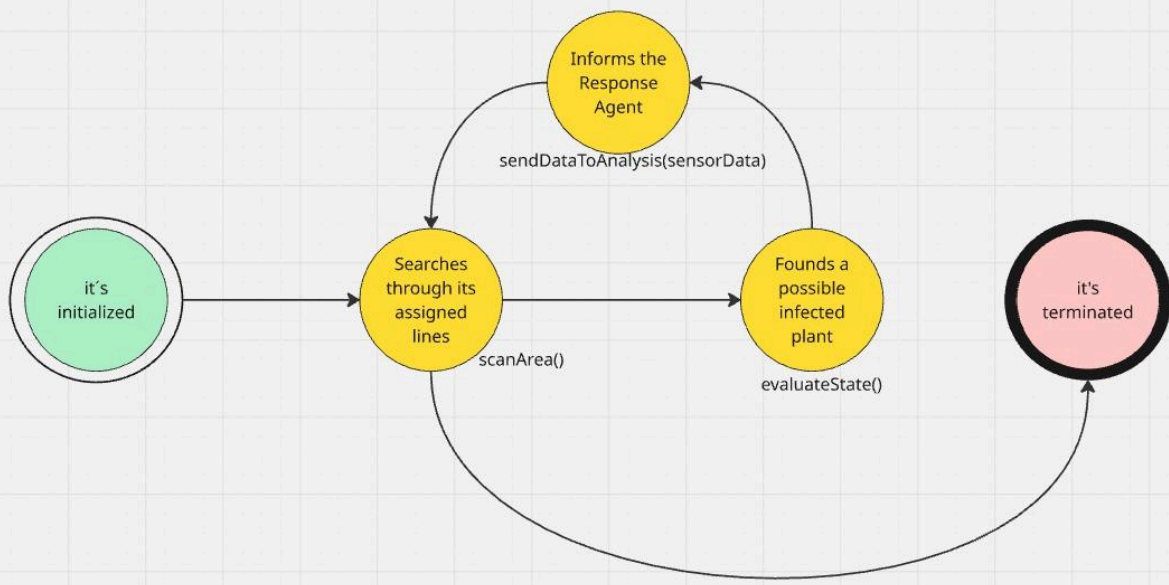 Informs the
Response
Agent
sendDataToAnalysis(sensorData)
it´s
initialized
Searches
through its
assigned
lines
scanArea()
Founds a
possible
infected
plant
evaluateState()
it's
terminated